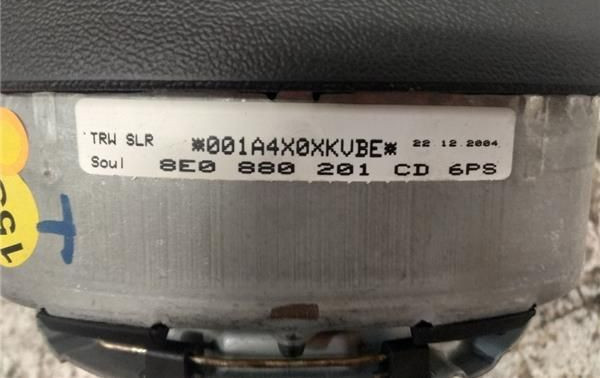 TRW SLR *001A4X0XKVBE* 22 12.2004
Soul 8E0 880 201 CD 6PS
T